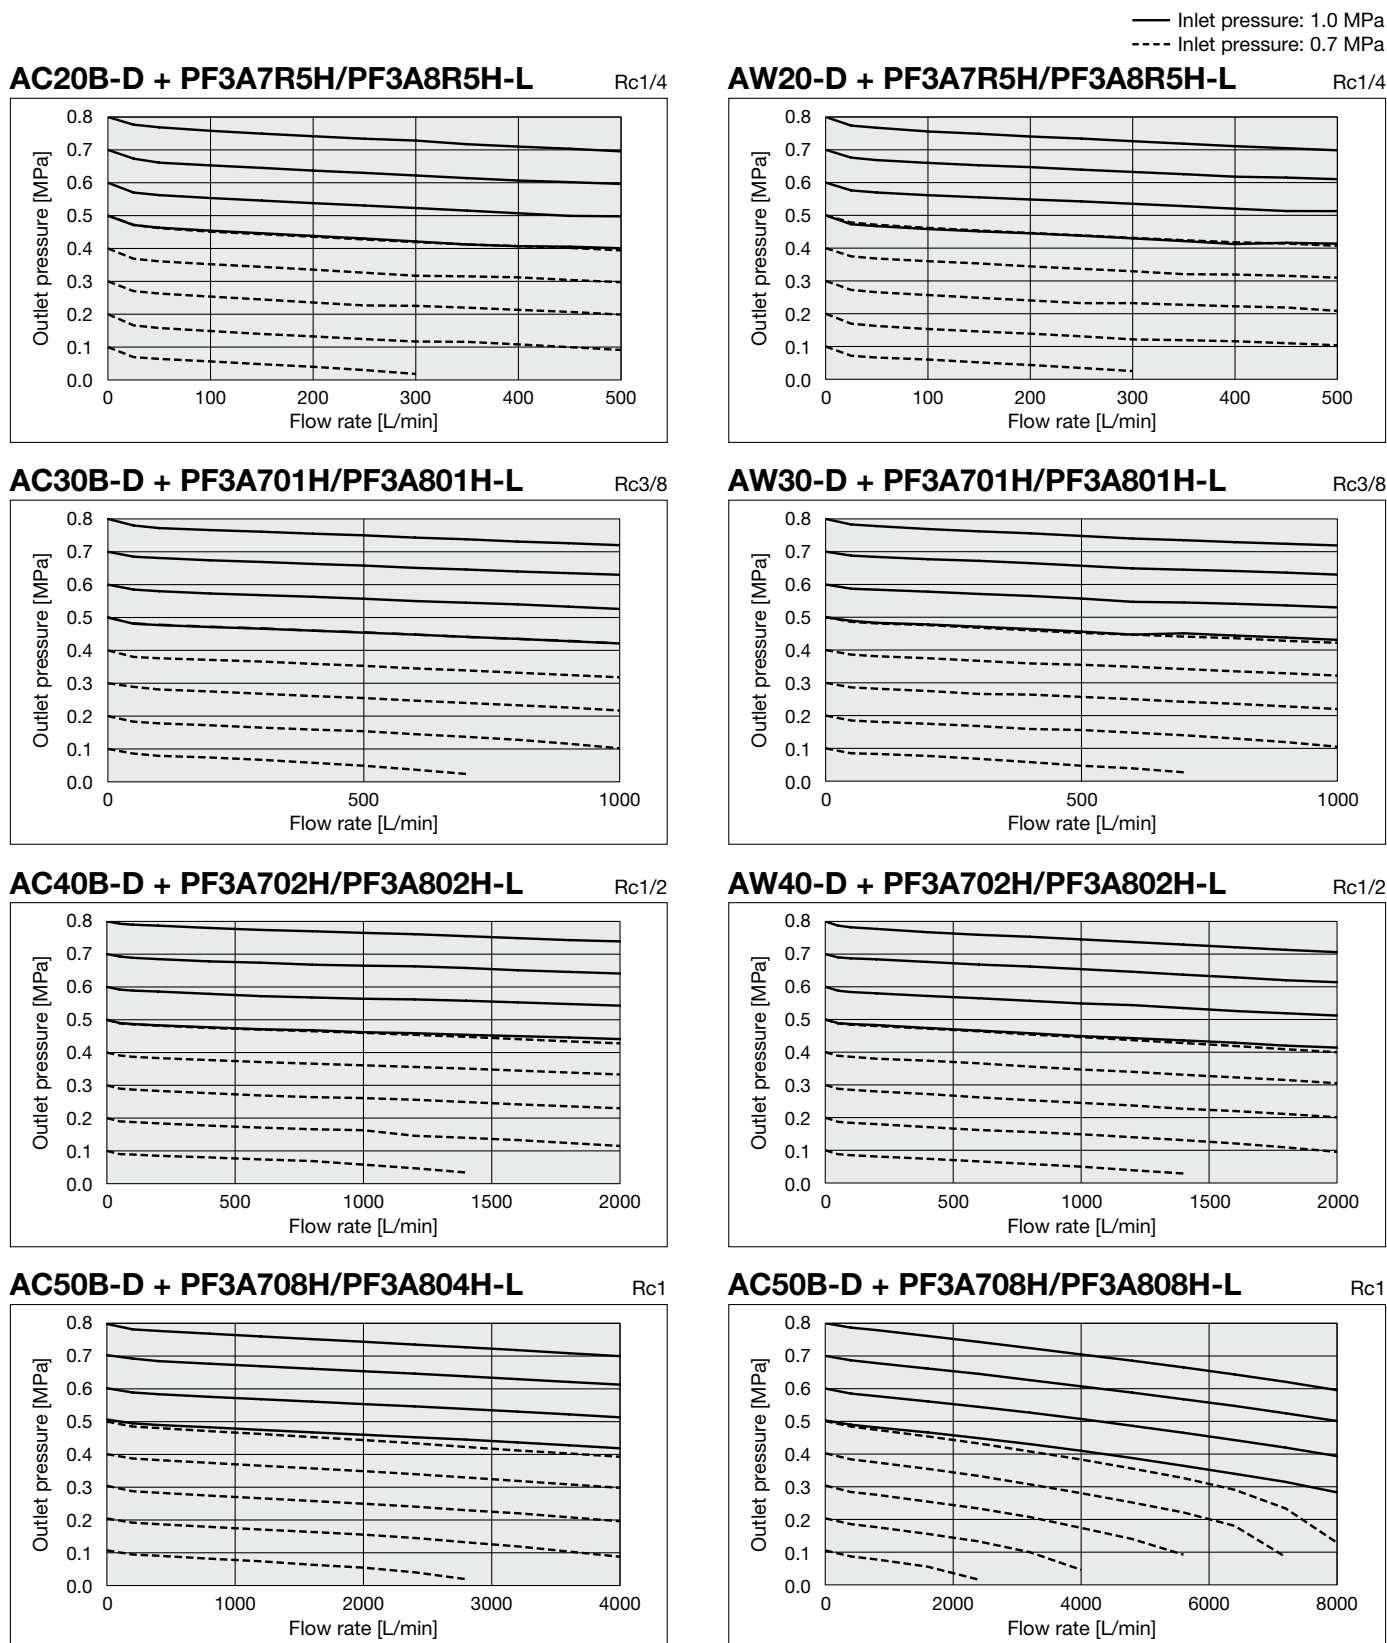 Inlet pressure: 1.0 MPa
Inlet pressure: 0.7 MPa
AC20B-D + PF3A7R5H/PF3A8R5H-L Rc1/4
Outlet pressure [MPa]
0.8
0.7
0.6
0.5
0.4
0.3
0.2
0.1
0.0
0 100 200 300 400 500
Flow rate [L/min]
AW20-D + PF3A7R5H/PF3A8R5H-L Rc1/4
Outlet pressure [MPa]
0.8
0.7
0.6
0.5
0.4
0.3
0.2
0.1
0.0
0 100 200 300 400 500
Flow rate [L/min]
AC30B-D + PF3A701H/PF3A801H-L Rc3/8
Outlet pressure [MPa]
0.8
0.7
0.6
0.5
0.4
0.3
0.2
0.1
0.0
0 500 1000
Flow rate [L/min]
AW30-D + PF3A701H/PF3A801H-L Rc3/8
Outlet pressure [MPa]
0.8
0.7
0.6
0.5
0.4
0.3
0.2
0.1
0.0
0 500 1000
Flow rate [L/min]
AC40B-D + PF3A702H/PF3A802H-L Rc1/2
Outlet pressure [MPa]
0.8
0.7
0.6
0.5
0.4
0.3
0.2
0.1
0.0
0 500 1000 1500 2000
Flow rate [L/min]
AW40-D + PF3A702H/PF3A802H-L Rc1/2
Outlet pressure [MPa]
0.8
0.7
0.6
0.5
0.4
0.3
0.2
0.1
0.0
0 500 1000 1500 2000
Flow rate [L/min]
AC50B-D + PF3A708H/PF3A804H-L Rc1
Outlet pressure [MPa]
0.8
0.7
0.6
0.5
0.4
0.3
0.2
0.1
0.0
0 1000 2000 3000 4000
Flow rate [L/min]
AC50B-D + PF3A708H/PF3A808H-L Rc1
Outlet pressure [MPa]
0.8
0.7
0.6
0.5
0.4
0.3
0.2
0.1
0.0
0 2000 4000 6000 8000
Flow rate [L/min]